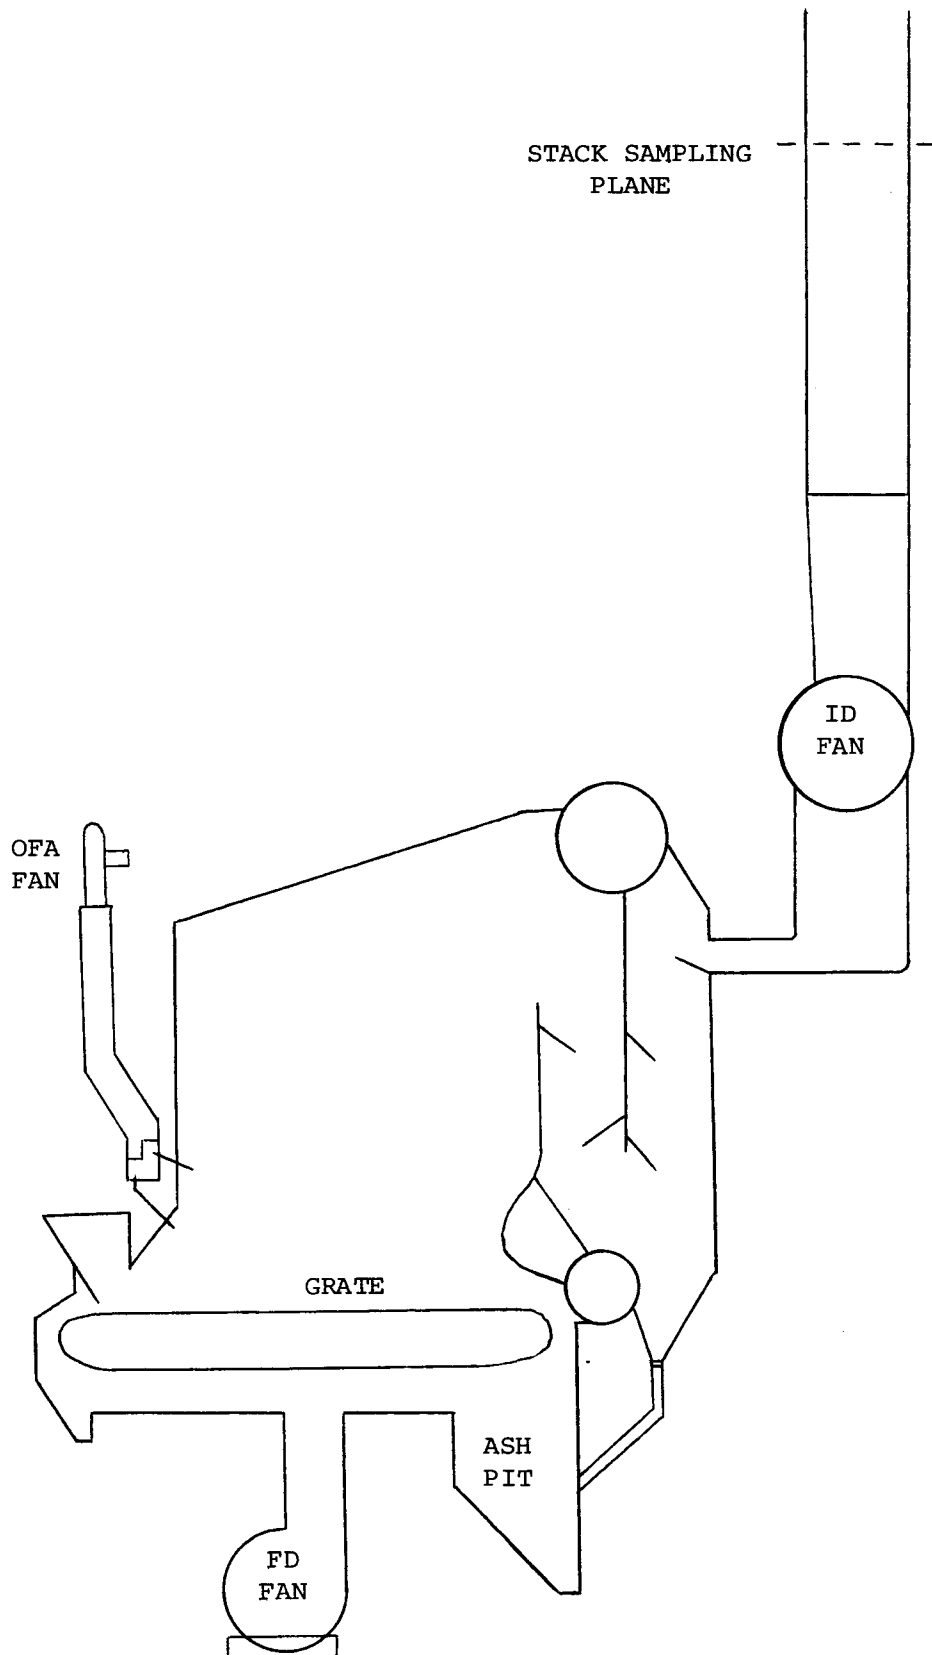 STACK SAMPLING
PLANE
ID
FAN
OFA
FAN
GRATE
ASH
PIT
FD
FAN